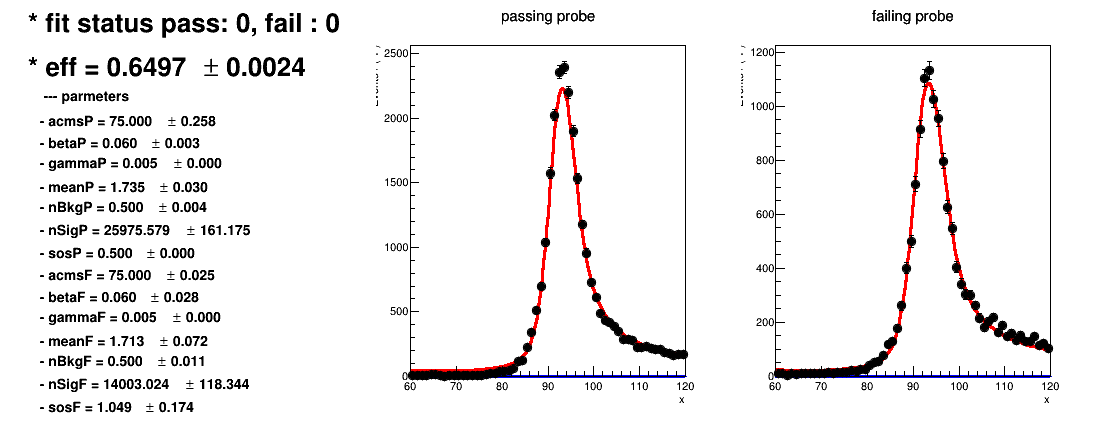 * fit status pass: 0, fail : 0
* eff = 0.6497 ± 0.0024
--- parmeters
- acmsP = 75.000 ± 0.258
- betaP = 0.060 ± 0.003
- gammaP = 0.005 ± 0.000
- meanP = 1.735 ± 0.030
- nBkgP = 0.500 ± 0.004
- nSigP = 25975.579 ± 161.175
- sosP = 0.500 ± 0.000
- acmsF = 75.000 ± 0.025
- betaF = 0.060 ± 0.028
- gammaF = 0.005 ± 0.000
- meanF = 1.713 ± 0.072
- nBkgF = 0.500 ± 0.011
- nSigF = 14003.024 ± 118.344
- sosF = 1.049 ± 0.174
passing probe
2500
2000
1500
1000
500
0
60 70 80 90 100 110 120
x
failing probe
1200
1000
800
600
400
200
0
60 70 80 90 100 110 120
x